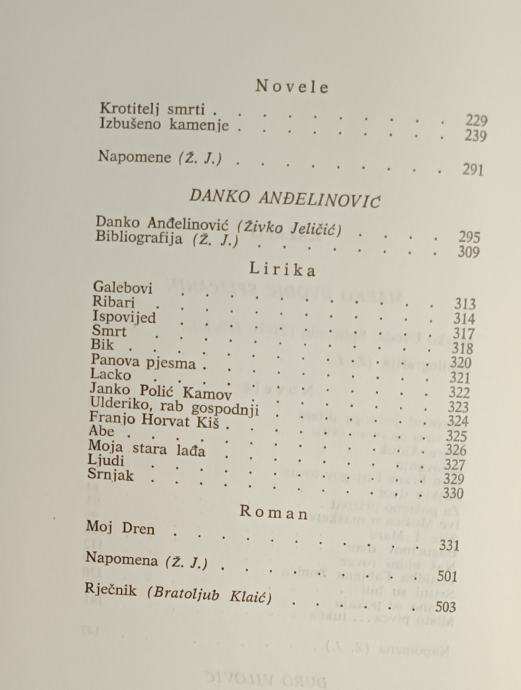 Novele
Krotitelj smrti . . . . . . . . 229
Izbušeno kamenje . . . . . . . 239
Napomene (Ž. J.) . . . . . . . 291
DANKO ANĐELINOVIĆ
Danko Anđelinović (Živko Jeličić) . . . . 295
Bibliografija (Ž. J.) . . . . . . . 309
Lirika
Galebovi . . . . . . . . 313
Ribari . . . . . . . . . 314
Ispovijed . . . . . . . . 317
Smrt . . . . . . . . . 318
Bik . . . . . . . . . . 320
Panova pjesma . . . . . . . . 321
Lacko . . . . . . . . . 322
Janko Polić Kamov . . . . . . 323
Ulderiko, rab gospodnji . . . . . . 324
Franjo Horvat Kiš . . . . . . . 325
Abe . . . . . . . . . . 326
Moja stara lađa . . . . . . . 327
Ljudi . . . . . . . . . 329
Srnjak . . . . . . . . . 330
Roman
Moj Dren . . . . . . . . . 331
Napomena (Ž. J.) . . . . . . . 501
Rječnik (Bratoljub Klaić) . . . . . 503